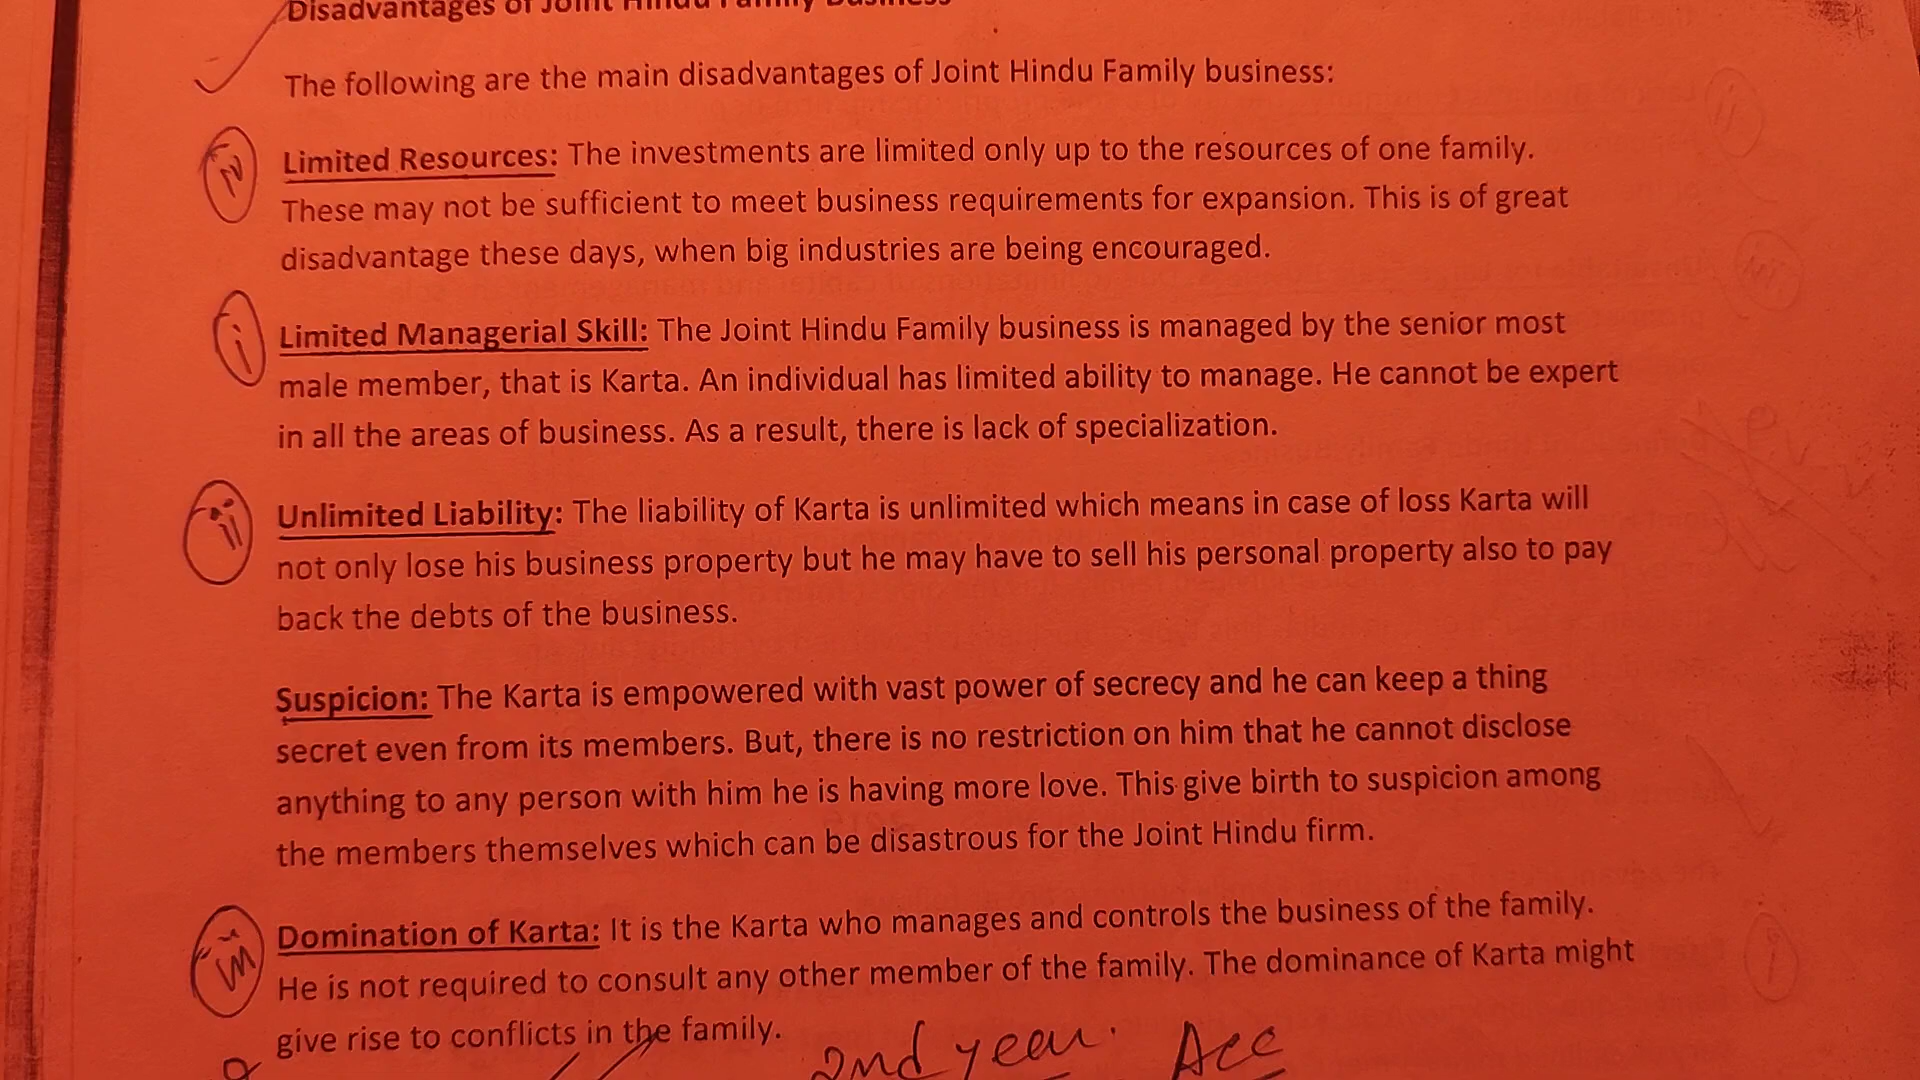 Disadvantages of Joint Hindu Family Business
The following are the main disadvantages of Joint Hindu Family business:
iv
Limited Resources: The investments are limited only up to the resources of one family.
These may not be sufficient to meet business requirements for expansion. This is of great
disadvantage these days, when big industries are being encouraged.
i
Limited Managerial Skill: The Joint Hindu Family business is managed by the senior most
male member, that is Karta. An individual has limited ability to manage. He cannot be expert
in all the areas of business. As a result, there is lack of specialization.
ii
Unlimited Liability: The liability of Karta is unlimited which means in case of loss Karta will
not only lose his business property but he may have to sell his personal property also to pay
back the debts of the business.
Suspicion: The Karta is empowered with vast power of secrecy and he can keep a thing
secret even from its members. But, there is no restriction on him that he cannot disclose
anything to any person with him he is having more love. This give birth to suspicion among
the members themselves which can be disastrous for the Joint Hindu firm.
iii
Domination of Karta: It is the Karta who manages and controls the business of the family.
He is not required to consult any other member of the family. The dominance of Karta might
give rise to conflicts in the family.
2nd year. Acc